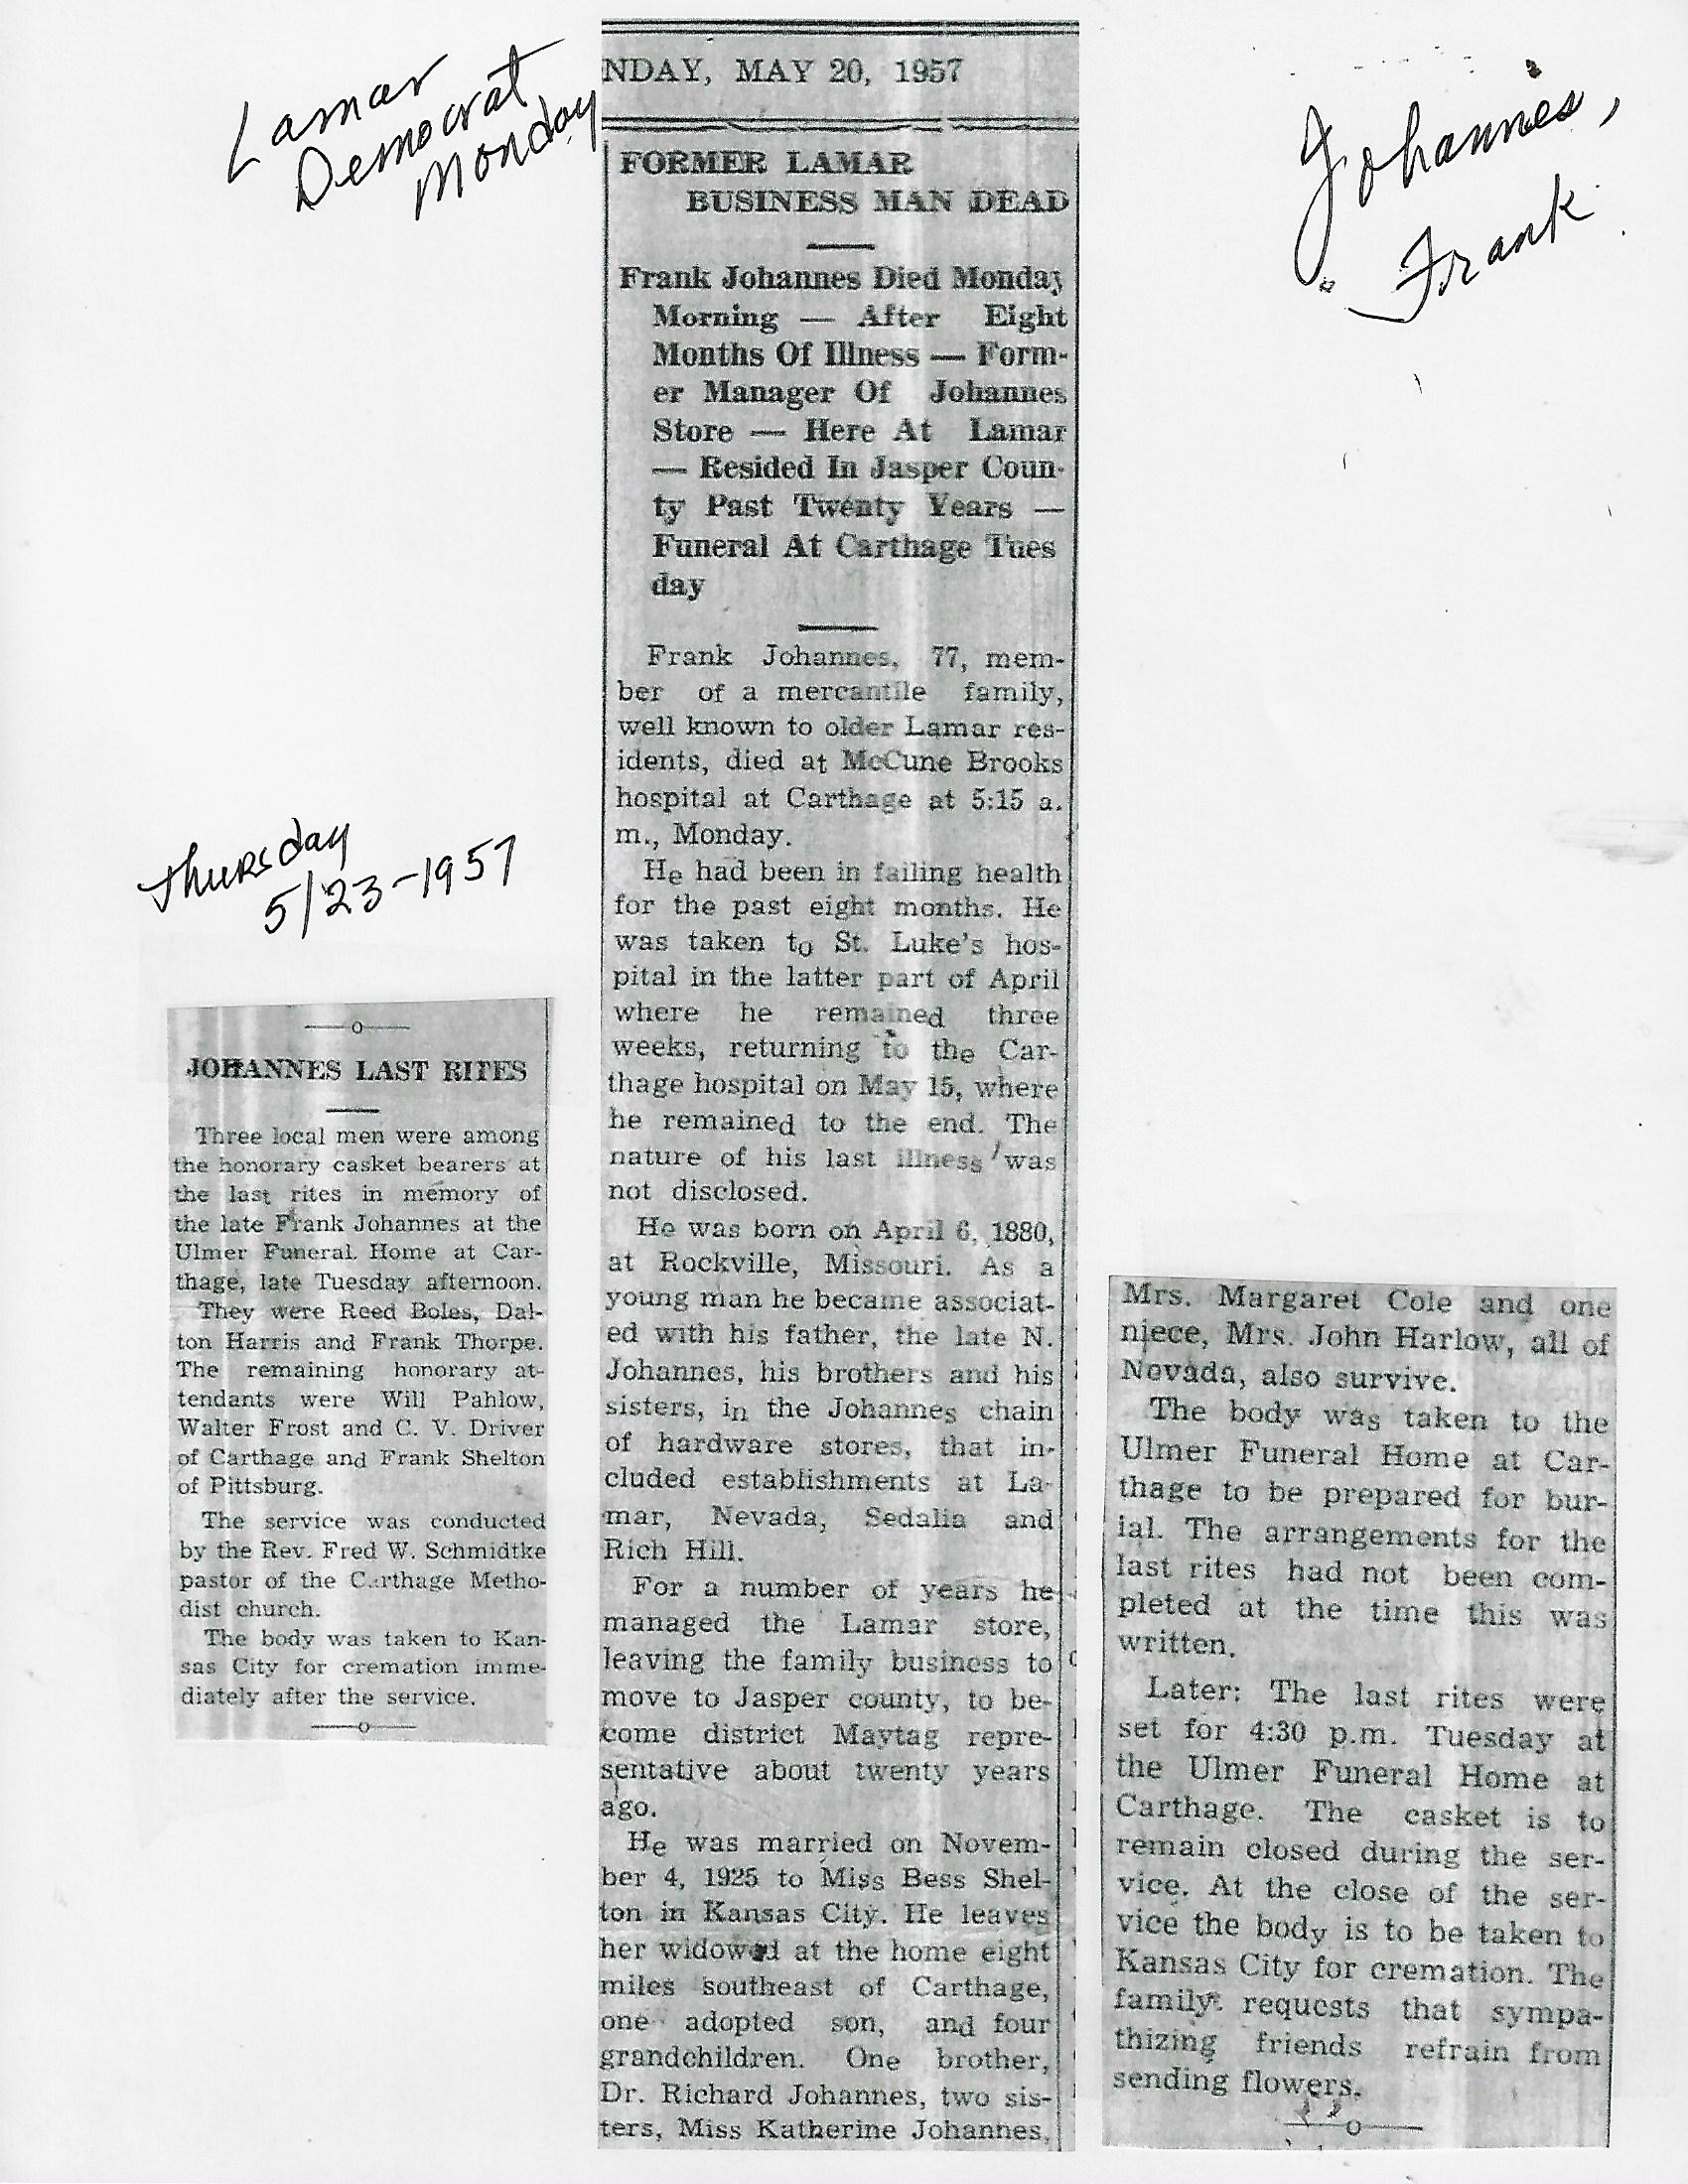 Lamar
Democrat
Monday
Johannes,
Frank
NDAY, MAY 20, 1957
FORMER LAMAR
BUSINESS MAN DEAD
Frank Johannes Died Monday
Morning — After Eight
Months Of Illness — Form-
er Manager Of Johannes
Store — Here At Lamar
— Resided In Jasper Coun-
ty Past Twenty Years —
Funeral At Carthage Tues
day
Frank Johannes, 77, mem-
ber of a mercantile family,
well known to older Lamar res-
idents, died at McCune Brooks
hospital at Carthage at 5:15 a.
m., Monday.
He had been in failing health
for the past eight months. He
was taken to St. Luke's hos-
pital in the latter part of April
where he remained three
weeks, returning to the Car-
thage hospital on May 15, where
he remained to the end. The
nature of his last illness was
not disclosed.
He was born on April 6, 1880,
at Rockville, Missouri. As a
young man he became associat-
ed with his father, the late N.
Johannes, his brothers and his
sisters, in the Johannes chain
of hardware stores, that in-
cluded establishments at La-
mar, Nevada, Sedalia and
Rich Hill.
For a number of years he
managed the Lamar store,
leaving the family business to
move to Jasper county, to be-
come district Maytag repre-
sentative about twenty years
ago.
He was married on Novem-
ber 4, 1925 to Miss Bess Shel-
ton in Kansas City. He leaves
her widowed at the home eight
miles southeast of Carthage,
one adopted son, and four
grandchildren. One brother,
Dr. Richard Johannes, two sis-
ters, Miss Katherine Johannes,
Mrs. Margaret Cole and one
niece, Mrs. John Harlow, all of
Nevada, also survive.
The body was taken to the
Ulmer Funeral Home at Car-
thage to be prepared for bur-
ial. The arrangements for the
last rites had not been com-
pleted at the time this was
written.
Later: The last rites were
set for 4:30 p.m. Tuesday at
the Ulmer Funeral Home at
Carthage. The casket is to
remain closed during the ser-
vice. At the close of the ser-
vice the body is to be taken to
Kansas City for cremation. The
family requests that sympa-
thizing friends refrain from
sending flowers.
Thursday
5/23-1957
JOHANNES LAST RITES
Three local men were among
the honorary casket bearers at
the last rites in memory of
the late Frank Johannes at the
Ulmer Funeral Home at Car-
thage, late Tuesday afternoon.
They were Reed Boles, Dal-
ton Harris and Frank Thorpe.
The remaining honorary at-
tendants were Will Pahlow,
Walter Frost and C. V. Driver
of Carthage and Frank Shelton
of Pittsburg.
The service was conducted
by the Rev. Fred W. Schmidtke
pastor of the Carthage Metho-
dist church.
The body was taken to Kan-
sas City for cremation imme-
diately after the service.